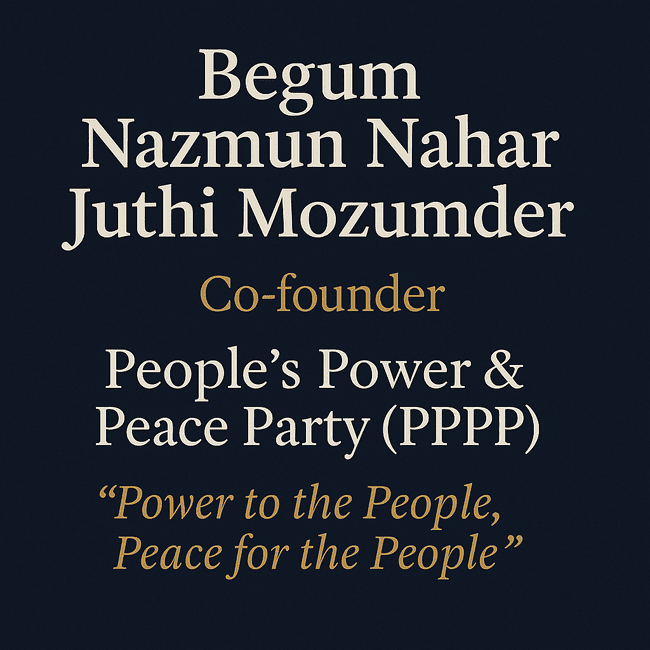 Begum
Nazmun Nahar
Juthi Mozumder
Co-founder
People’s Power &
Peace Party (PPPP)
“Power to the People,
Peace for the People”